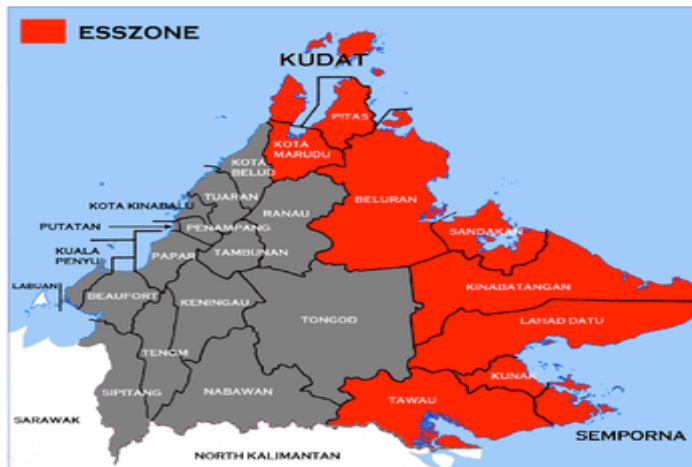 ESSZONE
KUDAT
PITAS
KOTA
MARUDU
KOTA
BELUD
TUARAN
KOTA KINABALU
RANAU
BELURAN
PUTATAN
PENAMPANG
SANDAKAN
KUALA
PENYU
PAPAR
TAMBUNAN
LABUAN
BEAUFORT
KENINGAU
KINABATANGAN
TONGOD
LAHAD DATU
TENOM
KUNAK
SIPITANG
NABAWAN
TAWAU
SARAWAK
SEMPORNA
NORTH KALIMANTAN